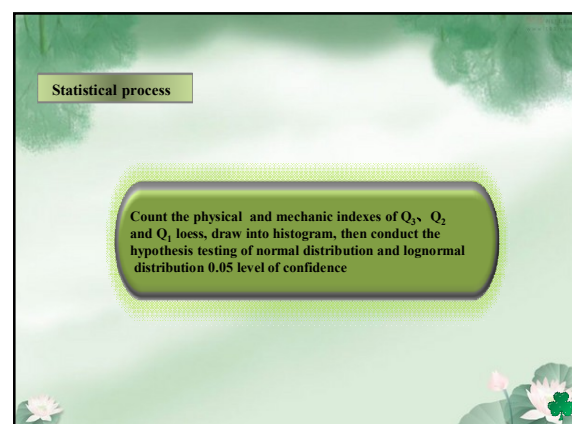 Statistical process
Count the physical and mechanic indexes of Q₃、Q₂
and Q₁ loess, draw into histogram, then conduct the
hypothesis testing of normal distribution and lognormal
distribution 0.05 level of confidence